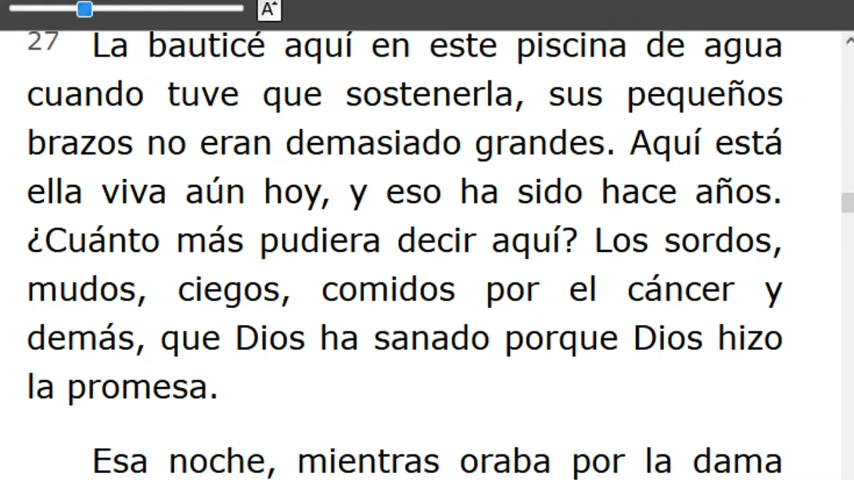 A
27 La bauticé aquí en este piscina de agua
cuando tuve que sostenerla, sus pequeños
brazos no eran demasiado grandes. Aquí está
ella viva aún hoy, y eso ha sido hace años.
¿Cuánto más pudiera decir aquí? Los sordos,
mudos, ciegos, comidos por el cáncer y
demás, que Dios ha sanado porque Dios hizo
la promesa.
Esa noche, mientras oraba por la dama